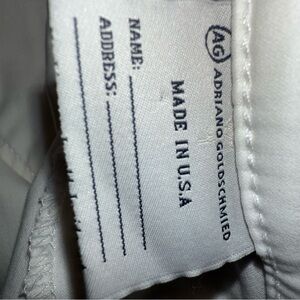 AG ADRIANO GOLDSCHMIED
MADE IN U.S.A
NAME:
ADDRESS: